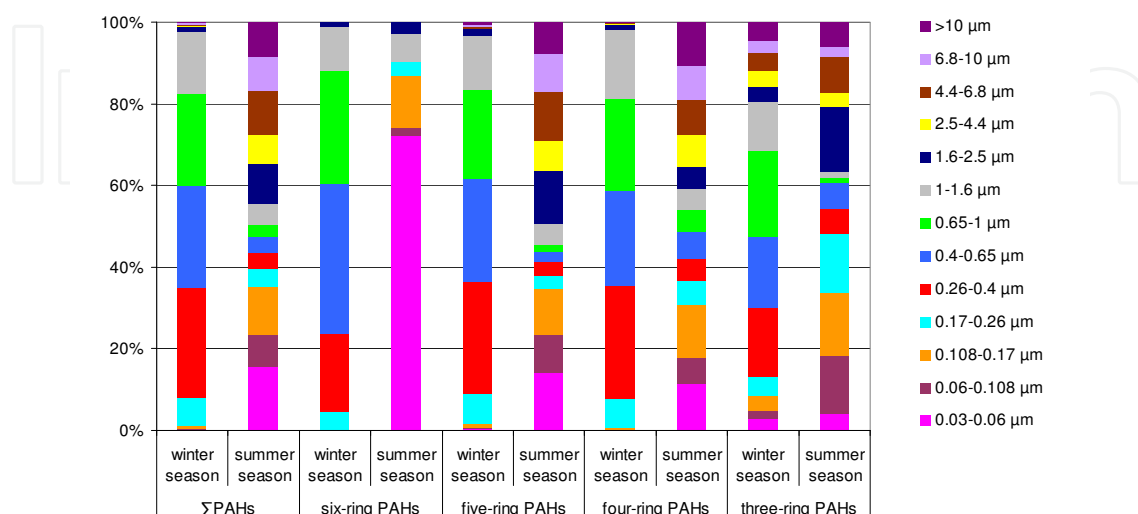 100%
80%
60%
40%
20%
0%
winter season
summer season
winter season
summer season
winter season
summer season
winter season
summer season
winter season
summer season
∑PAHs
six-ring PAHs
five-ring PAHs
four-ring PAHs
three-ring PAHs
>10 µm
6.8-10 µm
4.4-6.8 µm
2.5-4.4 µm
1.6-2.5 µm
1-1.6 µm
0.65-1 µm
0.4-0.65 µm
0.26-0.4 µm
0.17-0.26 µm
0.108-0.17 µm
0.06-0.108 µm
0.03-0.06 µm